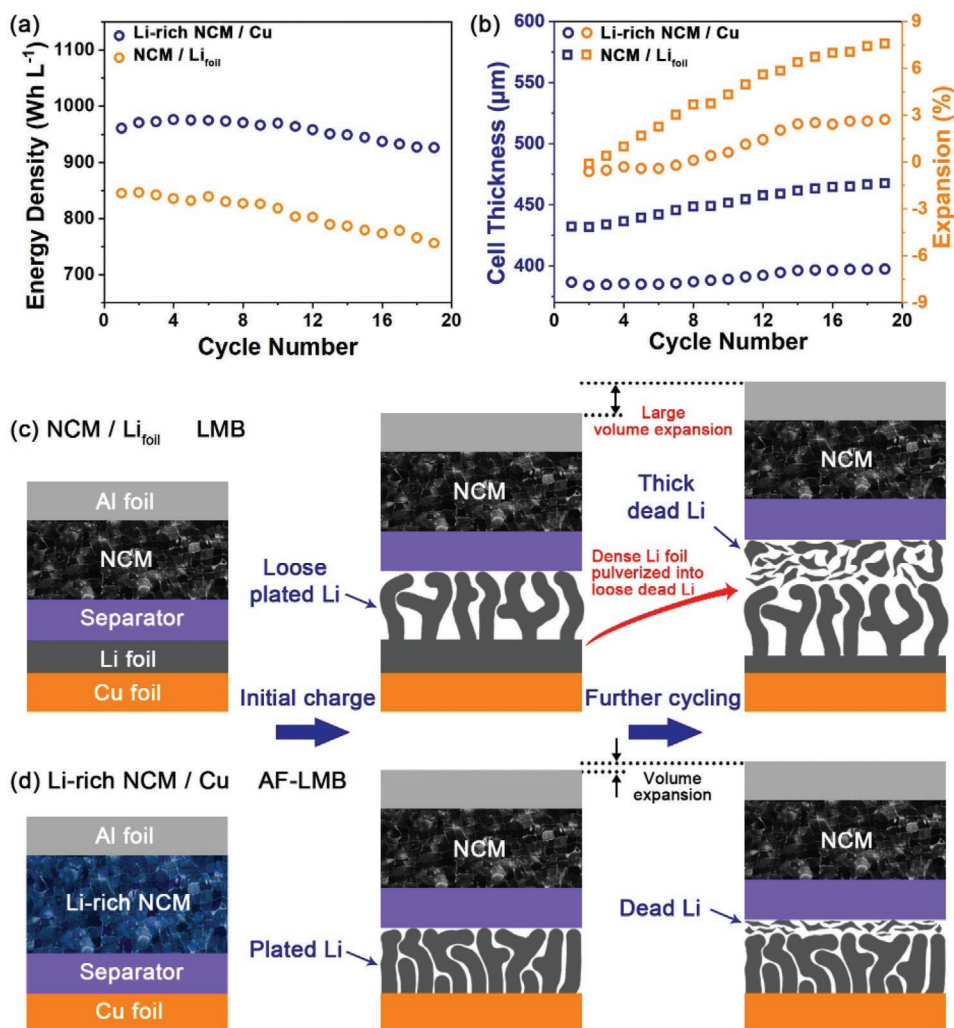 (a)
Energy Density (Wh L⁻¹)
1100
1000
900
800
700
Li-rich NCM / Cu
NCM / Li_foil
0 4 8 12 16 20
Cycle Number
(b)
Cell Thickness (μm)
600
550
500
450
400
Li-rich NCM / Cu
NCM / Li_foil
9
6
3
0
-3
-6
-9
Expansion (%)
0 4 8 12 16 20
Cycle Number
(c) NCM / Li_foil LMB
Al foil
NCM
Separator
Li foil
Cu foil
Initial charge
Loose
plated Li
NCM
Large
volume expansion
Thick
dead Li
Dense Li foil
pulverized into
loose dead Li
Further cycling
NCM
(d) Li-rich NCM / Cu AF-LMB
Al foil
Li-rich NCM
Separator
Cu foil
Plated Li
NCM
Volume
expansion
Dead Li
NCM